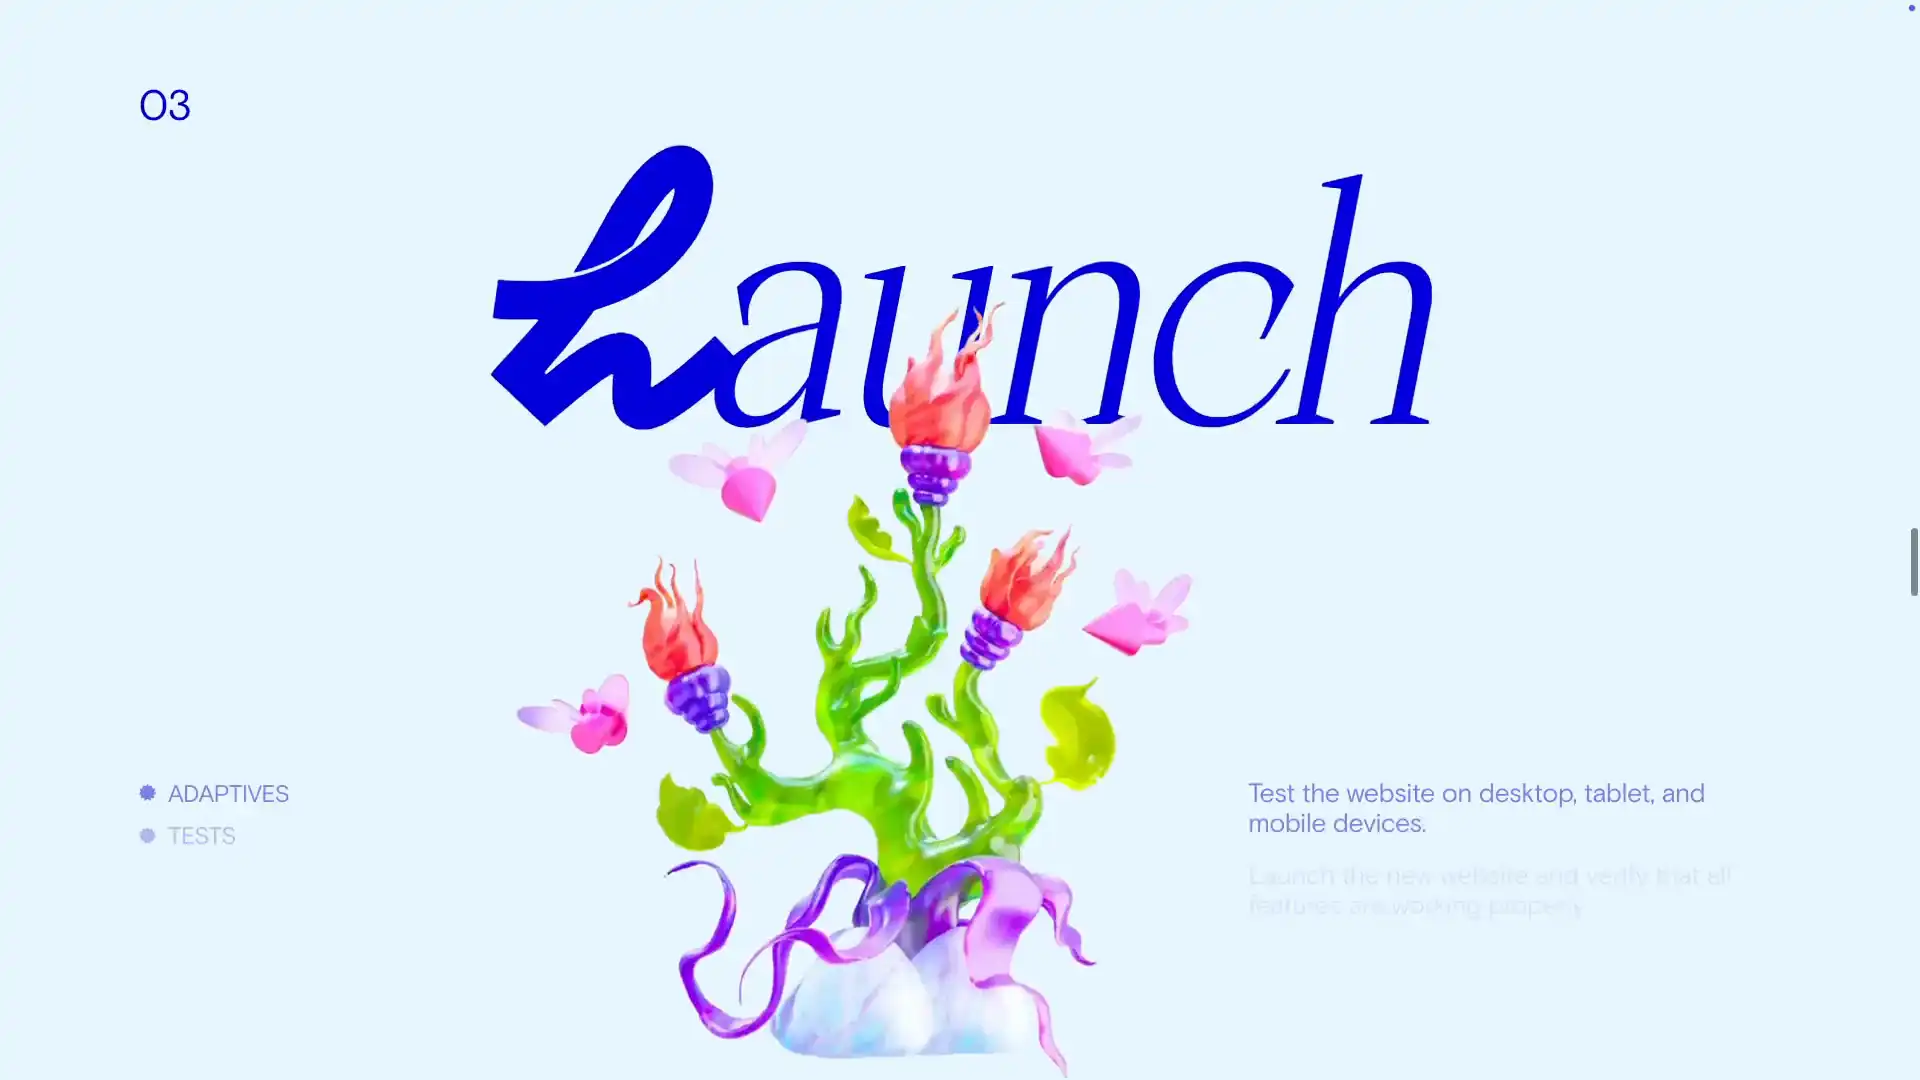 03
Launch
ADAPTIVES
TESTS
Test the website on desktop, tablet, and
mobile devices.
Launch the new website and verify that all
features are working properly.